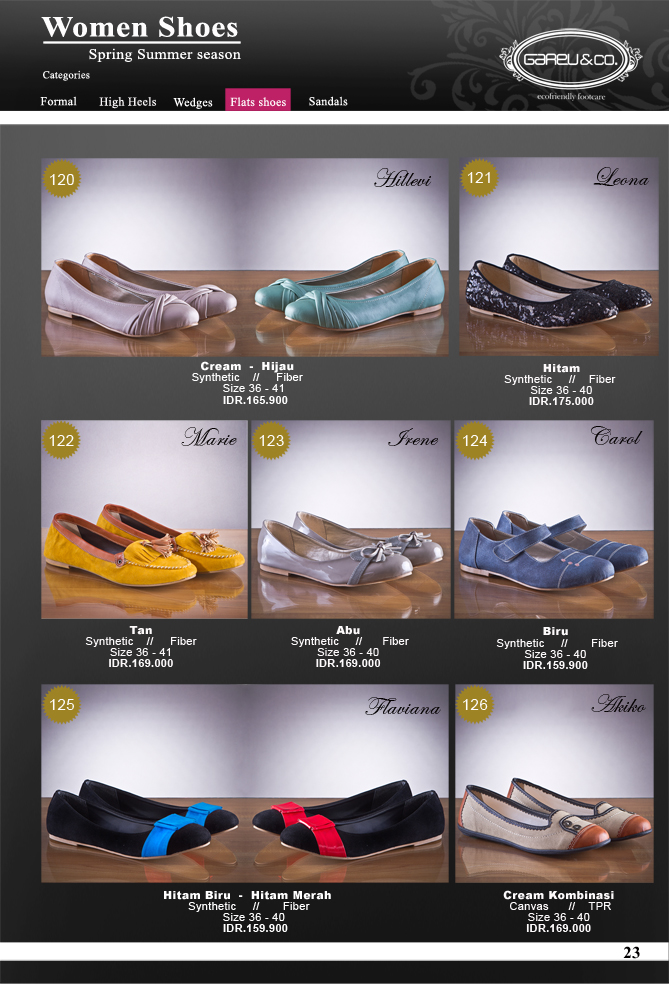 Women Shoes
Spring Summer season
Categories
Formal High Heels Wedges Flats shoes Sandals
GAREU & CO.
ecofriendly footcare
120 Hillevi
Cream - Hijau
Synthetic // Fiber
Size 36 - 41
IDR.165.900
121 Leona
Hitam
Synthetic // Fiber
Size 36 - 40
IDR.175.000
122 Marie
Tan
Synthetic // Fiber
Size 36 - 41
IDR.169.000
123 Irene
Abu
Synthetic // Fiber
Size 36 - 40
IDR.169.000
124 Carol
Biru
Synthetic // Fiber
Size 36 - 40
IDR.159.900
125 Flaviana
Hitam Biru - Hitam Merah
Synthetic // Fiber
Size 36 - 40
IDR.159.900
126 Akiko
Cream Kombinasi
Canvas // TPR
Size 36 - 40
IDR.169.000
23